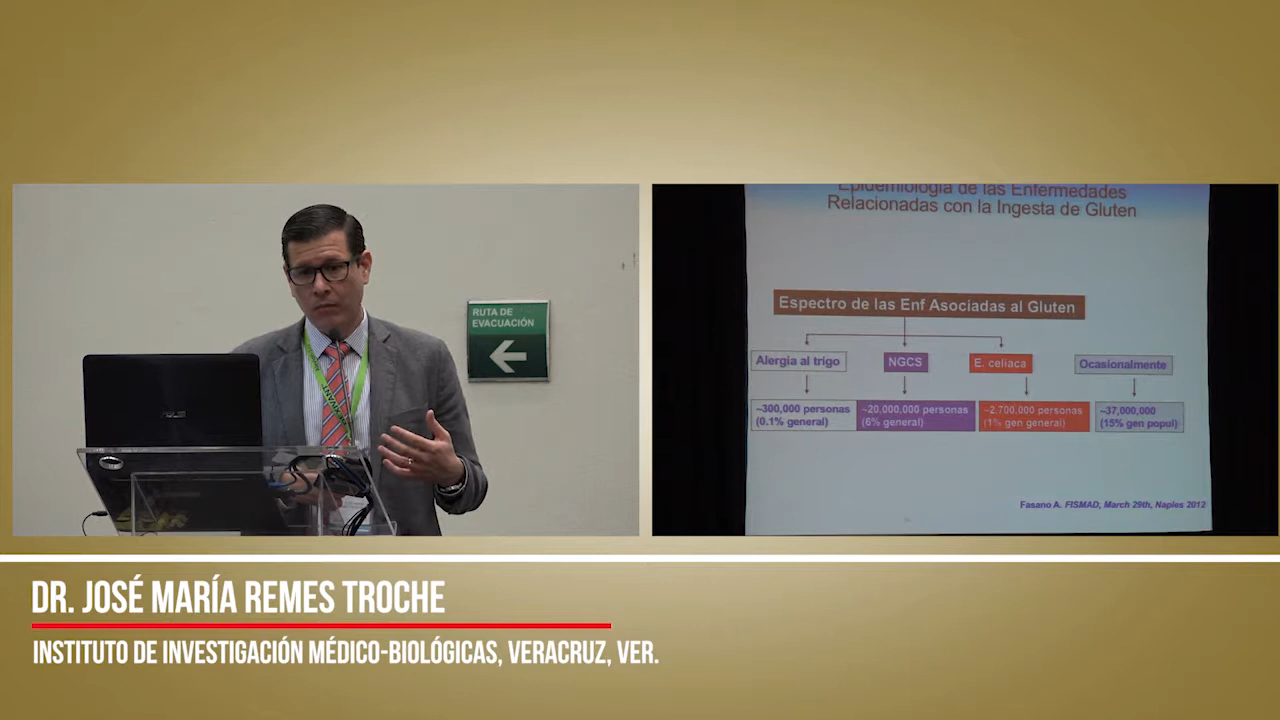 RUTA DE
EVACUACIÓN
ASUS
Epidemiología de las Enfermedades
Relacionadas con la Ingesta de Gluten
Espectro de las Enf Asociadas al Gluten
Alergia al trigo
NGCS
E. celiaca
Ocasionalmente
~300,000 personas
(0.1% general)
~20,000,000 personas
(6% general)
~2.700,000 personas
(1% gen general)
~37,000,000
(15% gen popul)
Fasano A. FISMAD, March 29th, Naples 2012
DR. JOSÉ MARÍA REMES TROCHE
INSTITUTO DE INVESTIGACIÓN MÉDICO-BIOLÓGICAS, VERACRUZ, VER.